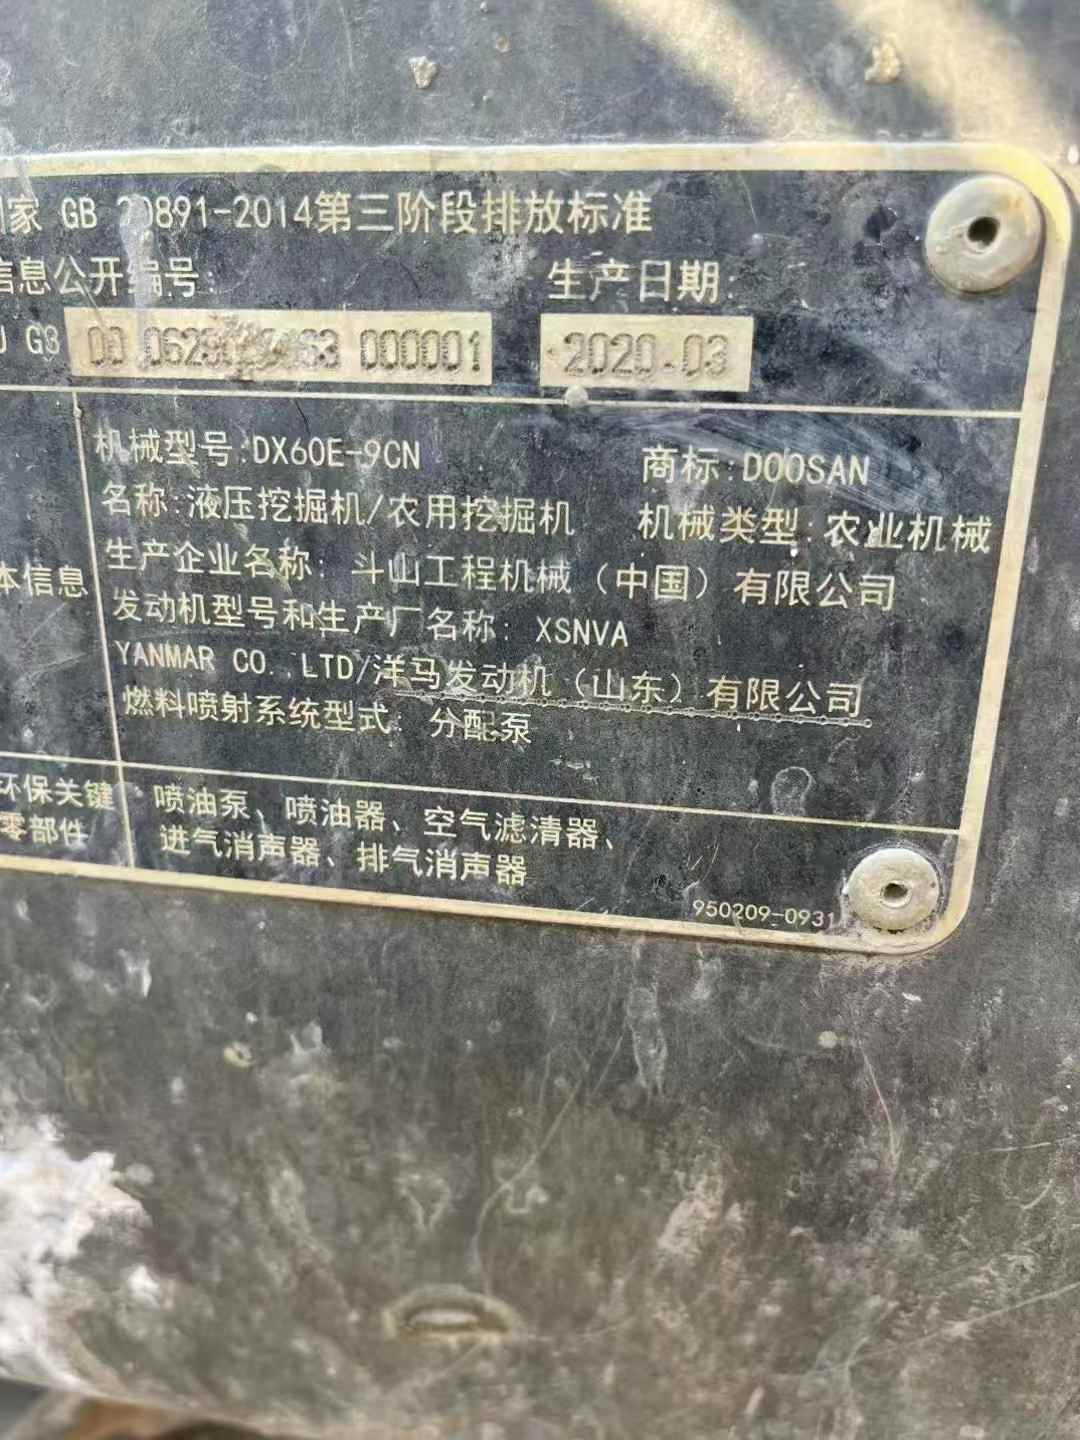 家 GB 20891-2014第三阶段排放标准
信息公开编号: 生产日期:
G3 000001 2020.03
机械型号:DX60E-9CN 商标:DOOSAN
名称:液压挖掘机/农用挖掘机 机械类型:农业机械
生产企业名称: 斗山工程机械（中国）有限公司
本信息
发动机型号和生产厂名称: XSNVA
YANMAR CO.,LTD/洋马发动机（山东）有限公司
燃料喷射系统型式: 分配泵
环保关键
零部件
喷油泵、喷油器、空气滤清器、
进气消声器、排气消声器
950209-0931